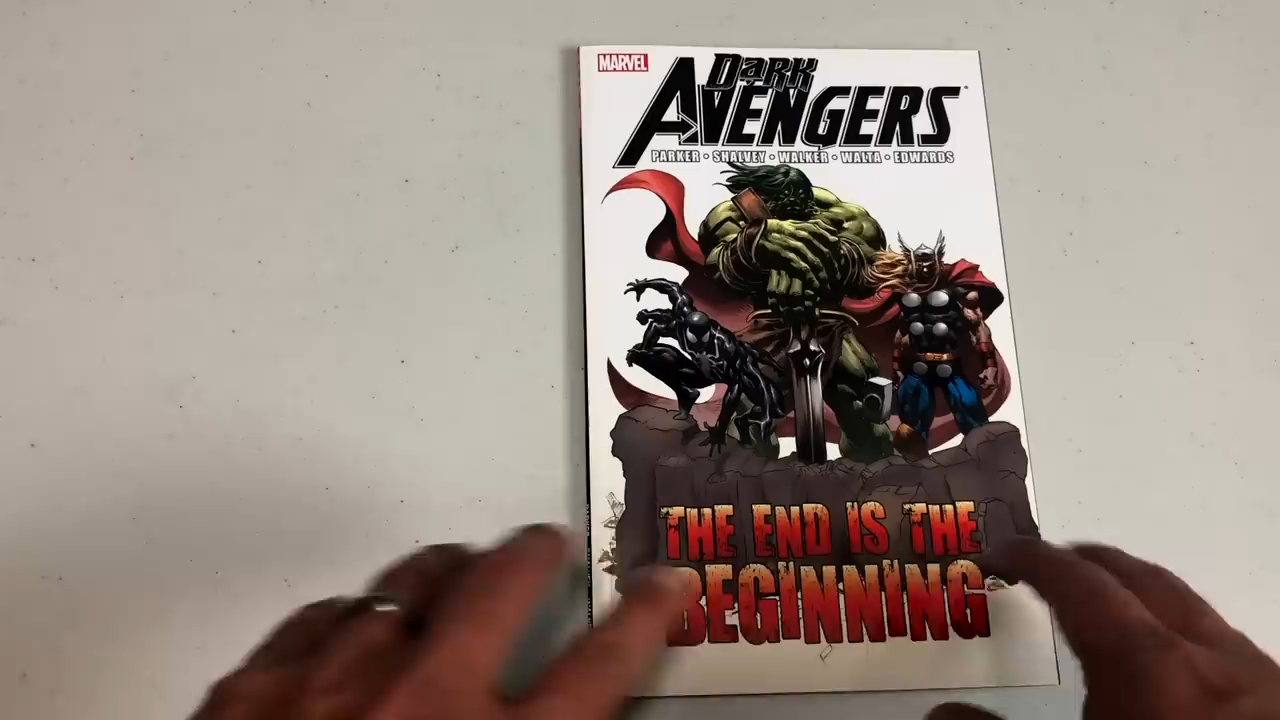 MARVEL
DARK
AVENGERS
PARKER • SHALVEY • WALKER • WALTA • EDWARDS
THE END IS THE
BEGINNING